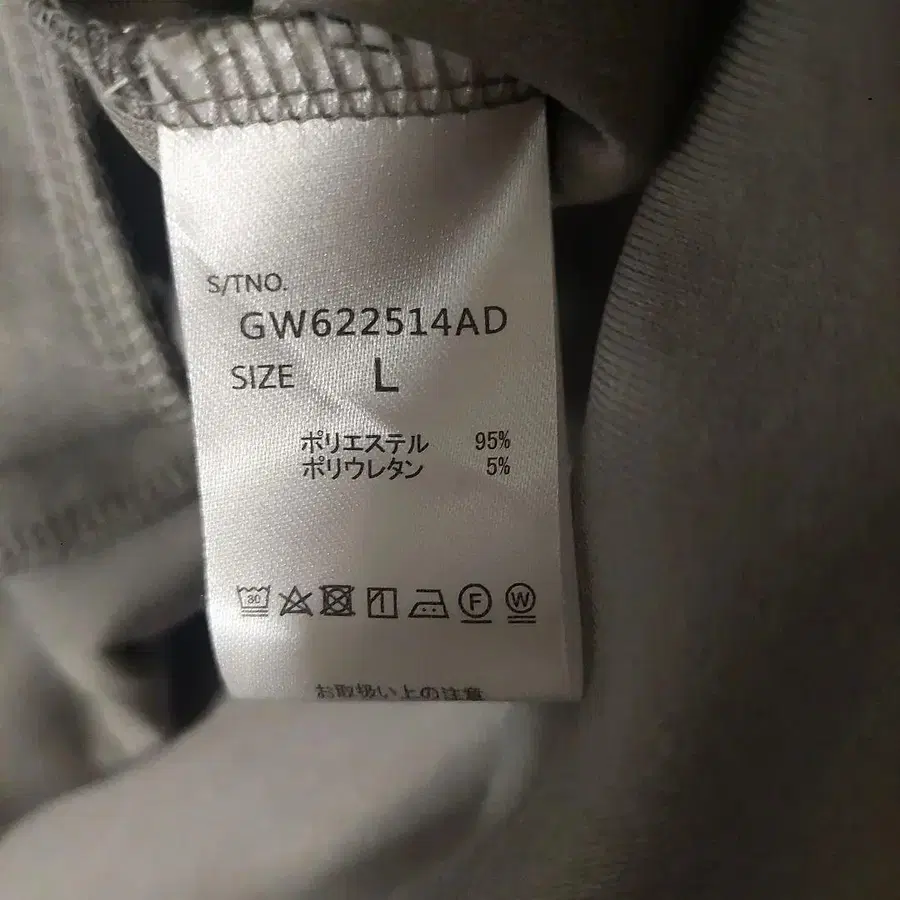 S/TNO.
GW622514AD
SIZE L
ポリエステル 95%
ポリウレタン 5%
30 F W
お取扱い上の注意